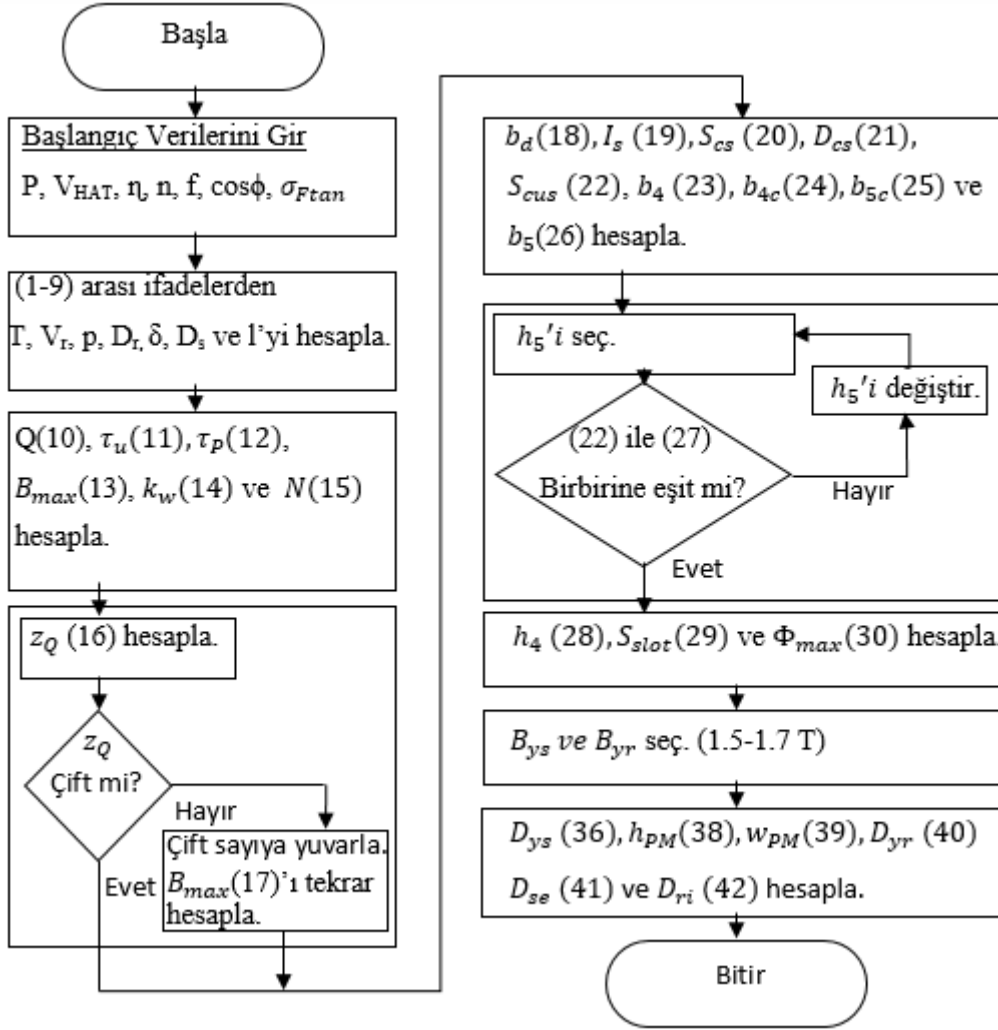 Başla
Başlangıç Verilerini Gir
P, V_HAT, η, n, f, cosϕ, σ_Ftan
(1-9) arası ifadelerden
T, V_r, p, D_r, δ, D_s ve l'yi hesapla.
Q(10), τ_u(11), τ_P(12),
B_max(13), k_w(14) ve N(15)
hesapla.
z_Q (16) hesapla.
z_Q
Çift mi?
Hayır
Evet
Çift sayıya yuvarla.
B_max(17)'ı tekrar
hesapla.
b_d(18), I_s (19), S_cs (20), D_cs(21),
S_cus (22), b_4 (23), b_4c(24), b_5c(25) ve
b_5(26) hesapla.
h_5'i seç.
h_5'i değiştir.
(22) ile (27)
Birbirine eşit mi?
Hayır
Evet
h_4 (28), S_slot(29) ve Φ_max(30) hesapla.
B_ys ve B_yr seç. (1.5-1.7 T)
D_ys (36), h_PM(38), w_PM(39), D_yr (40)
D_se (41) ve D_ri (42) hesapla.
Bitir